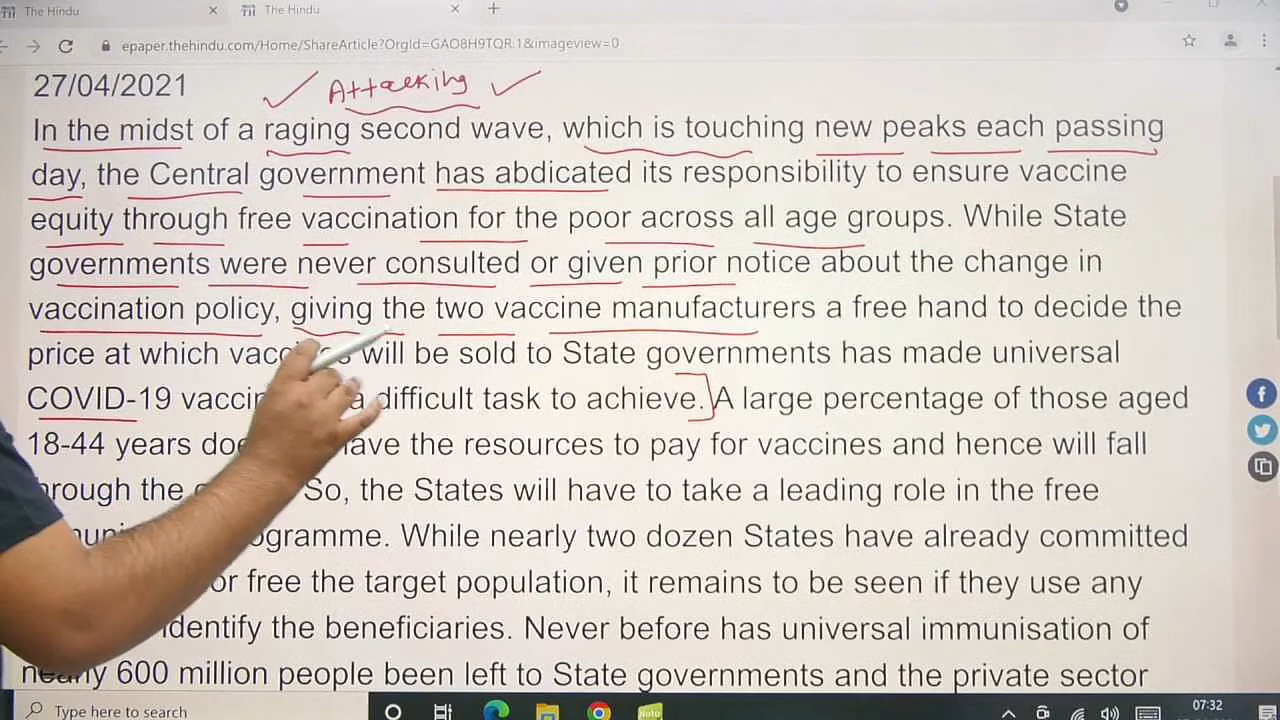 The Hindu
The Hindu
epaper.thehindu.com/Home/ShareArticle?OrgId=GAO8H9TQR.1&imageview=0
27/04/2021
Attacking
In the midst of a raging second wave, which is touching new peaks each passing
day, the Central government has abdicated its responsibility to ensure vaccine
equity through free vaccination for the poor across all age groups. While State
governments were never consulted or given prior notice about the change in
vaccination policy, giving the two vaccine manufacturers a free hand to decide the
price at which will be sold to State governments has made universal
COVID-19 a difficult task to achieve. A large percentage of those aged
18-44 years have the resources to pay for vaccines and hence will fall
through the So, the States will have to take a leading role in the free
While nearly two dozen States have already committed
for free the target population, it remains to be seen if they use any
identify the beneficiaries. Never before has universal immunisation of
nearly 600 million people been left to State governments and the private sector
Type here to search
07:32